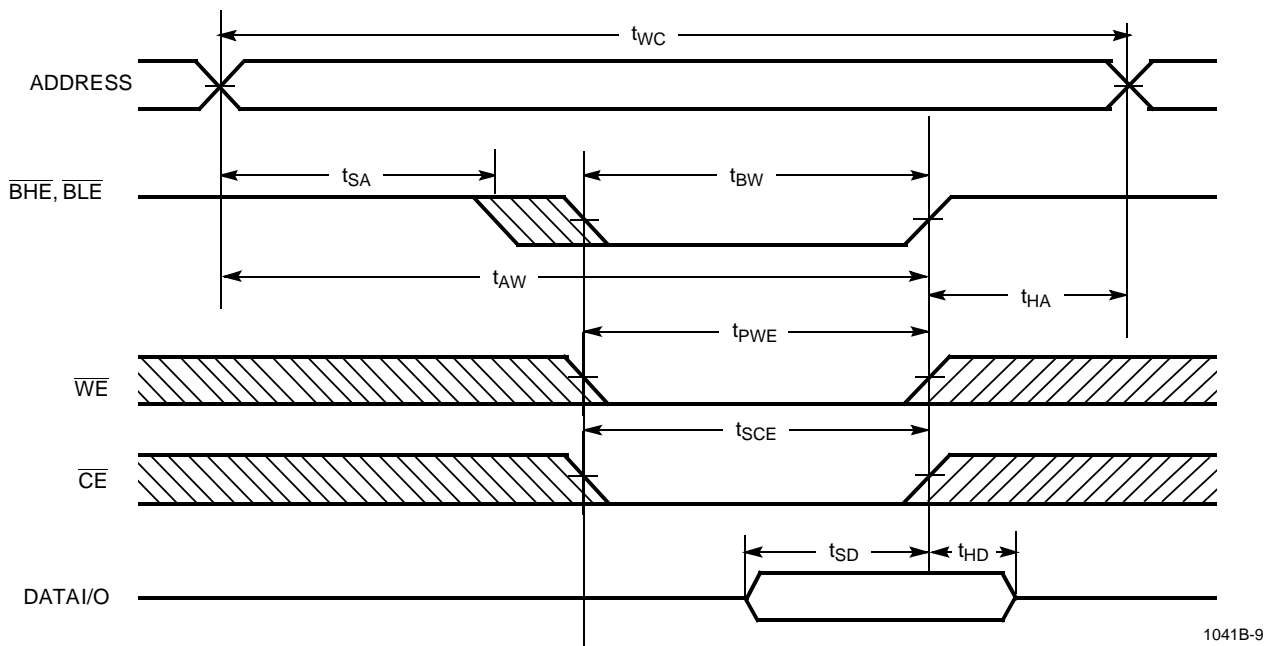 tWC
ADDRESS
tSA
tBW
BHE, BLE
tAW
tHA
tPWE
WE
tSCE
CE
tSD
tHD
DATAI/O
1041B-9